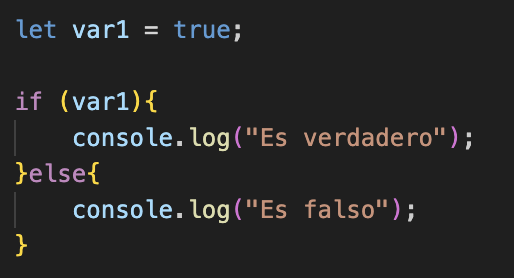 let var1 = true;

if (var1){
    console.log("Es verdadero");
}else{
    console.log("Es falso");
}